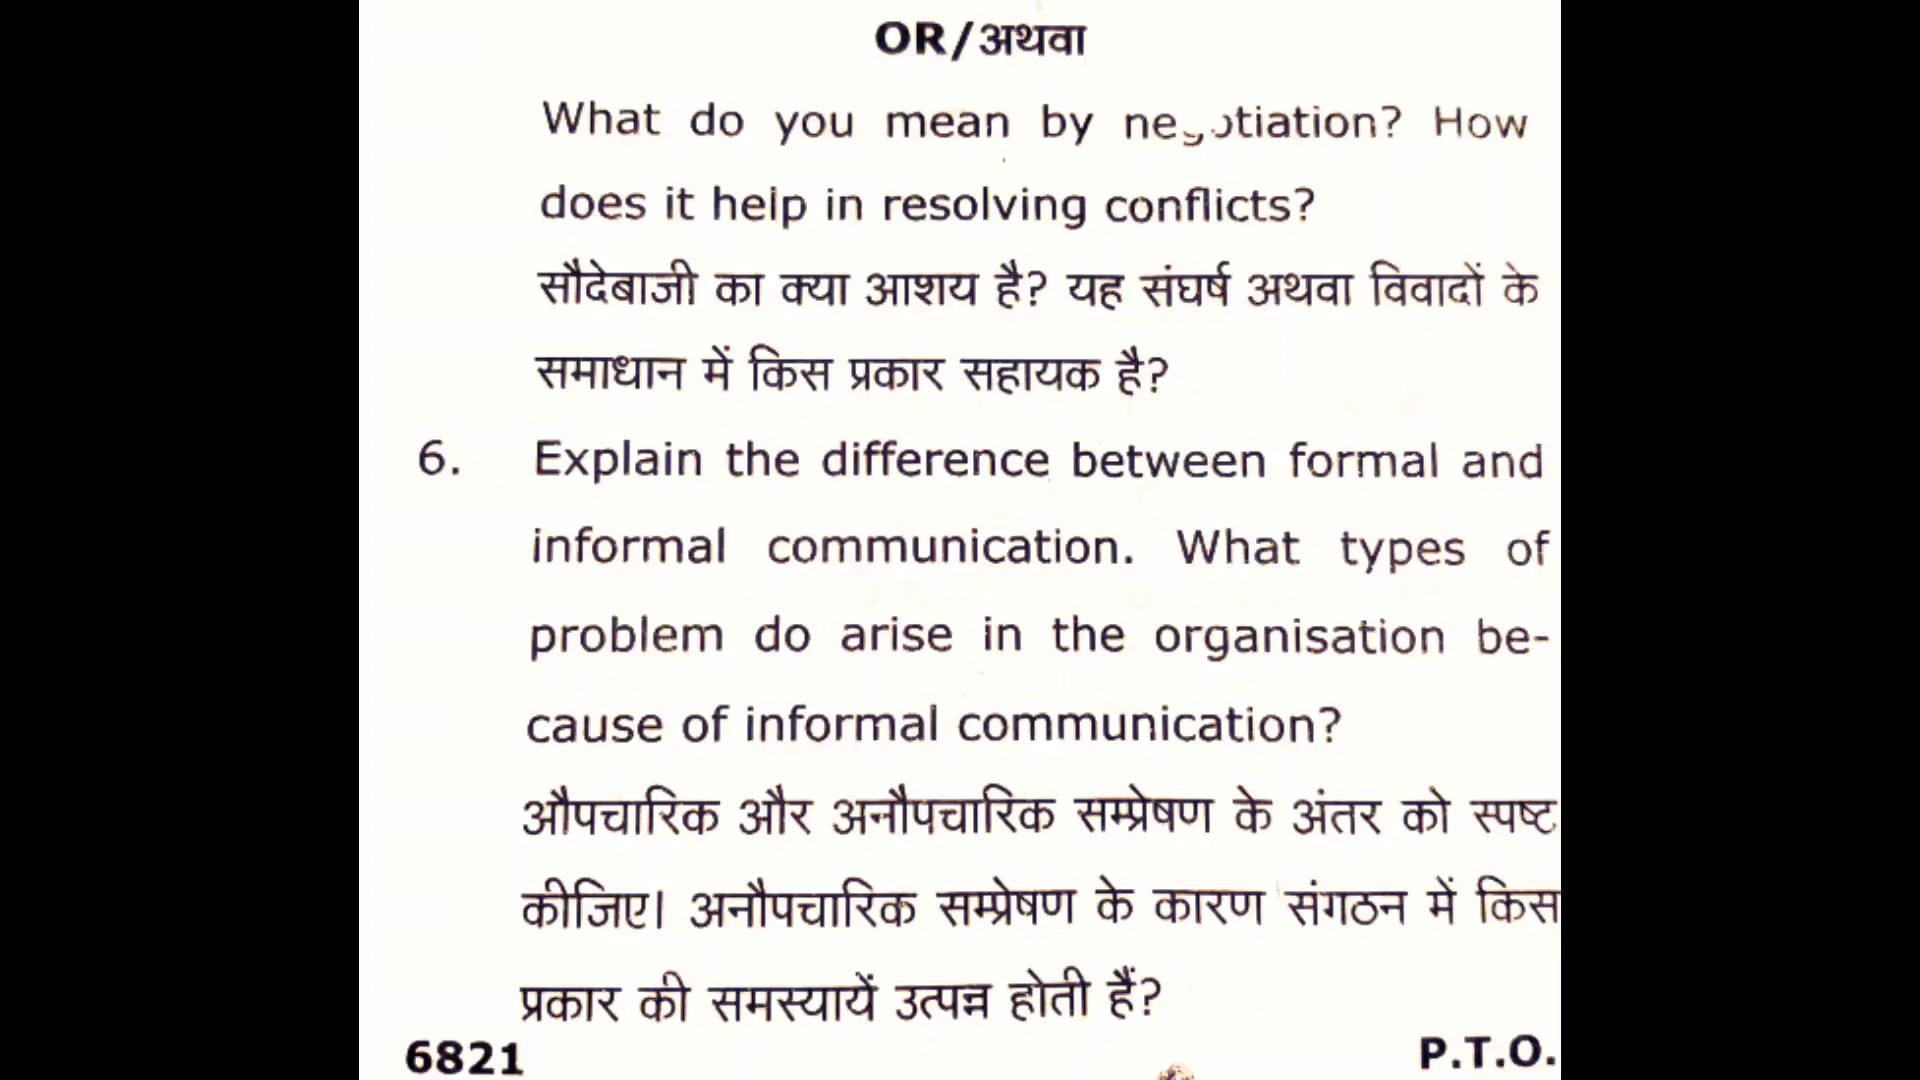 OR/अथवा
What do you mean by negotiation? How
does it help in resolving conflicts?
सौदेबाजी का क्या आशय है? यह संघर्ष अथवा विवादों के
समाधान में किस प्रकार सहायक है?
6. Explain the difference between formal and
informal communication. What types of
problem do arise in the organisation be-
cause of informal communication?
औपचारिक और अनौपचारिक सम्प्रेषण के अंतर को स्पष्ट
कीजिए। अनौपचारिक सम्प्रेषण के कारण संगठन में किस
प्रकार की समस्यायें उत्पन्न होती हैं?
6821 P.T.O.